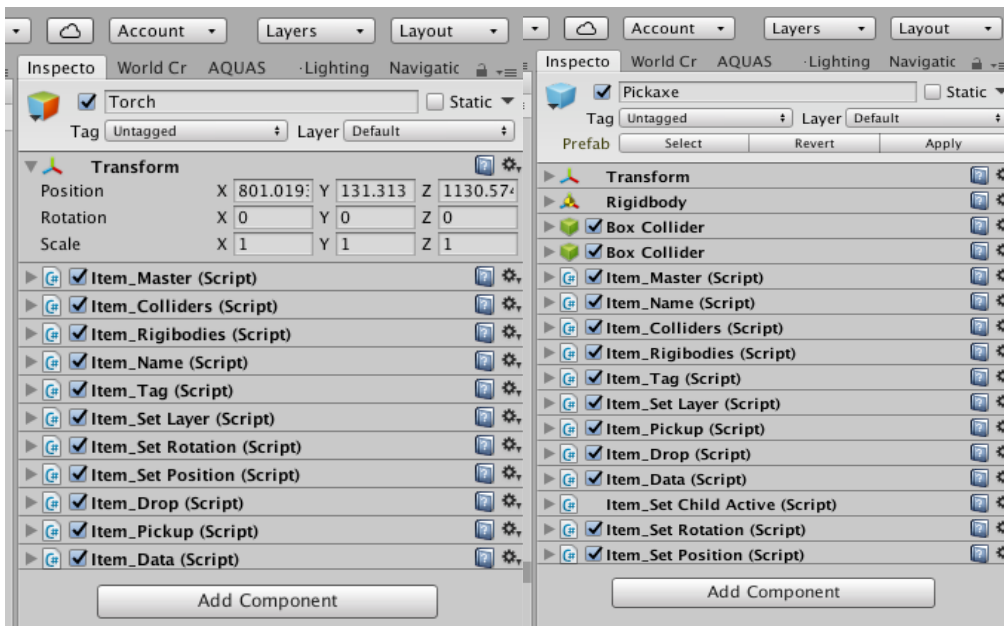 Account Layers Layout
Inspecto World Cr AQUAS ·Lighting Navigatic
Torch Static
Tag Untagged Layer Default
Transform
Position X 801.019 Y 131.313 Z 1130.574
Rotation X 0 Y 0 Z 0
Scale X 1 Y 1 Z 1
Item_Master (Script)
Item_Colliders (Script)
Item_Rigibodies (Script)
Item_Name (Script)
Item_Tag (Script)
Item_Set Layer (Script)
Item_Set Rotation (Script)
Item_Set Position (Script)
Item_Drop (Script)
Item_Pickup (Script)
Item_Data (Script)
Add Component
Account Layers Layout
Inspecto World Cr AQUAS ·Lighting Navigatic
Pickaxe Static
Tag Untagged Layer Default
Prefab Select Revert Apply
Transform
Rigidbody
Box Collider
Box Collider
Item_Master (Script)
Item_Name (Script)
Item_Colliders (Script)
Item_Rigibodies (Script)
Item_Tag (Script)
Item_Set Layer (Script)
Item_Pickup (Script)
Item_Drop (Script)
Item_Data (Script)
Item_Set Child Active (Script)
Item_Set Rotation (Script)
Item_Set Position (Script)
Add Component